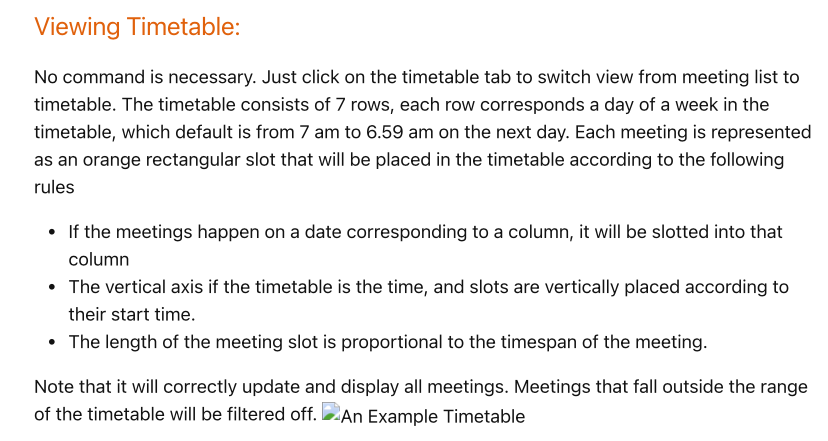 Viewing Timetable:
No command is necessary. Just click on the timetable tab to switch view from meeting list to
timetable. The timetable consists of 7 rows, each row corresponds a day of a week in the
timetable, which default is from 7 am to 6.59 am on the next day. Each meeting is represented
as an orange rectangular slot that will be placed in the timetable according to the following
rules
• If the meetings happen on a date corresponding to a column, it will be slotted into that
column
• The vertical axis if the timetable is the time, and slots are vertically placed according to
their start time.
• The length of the meeting slot is proportional to the timespan of the meeting.
Note that it will correctly update and display all meetings. Meetings that fall outside the range
of the timetable will be filtered off. An Example Timetable